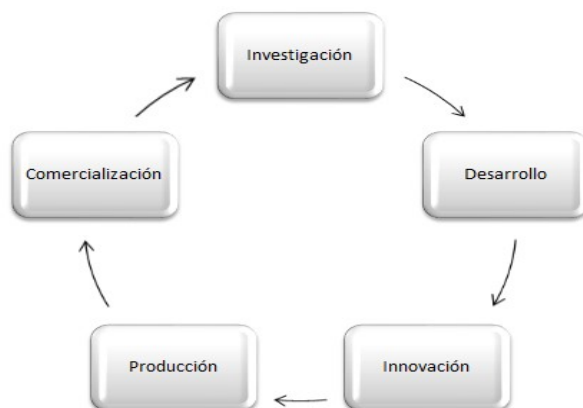 Investigación
Desarrollo
Innovación
Producción
Comercialización